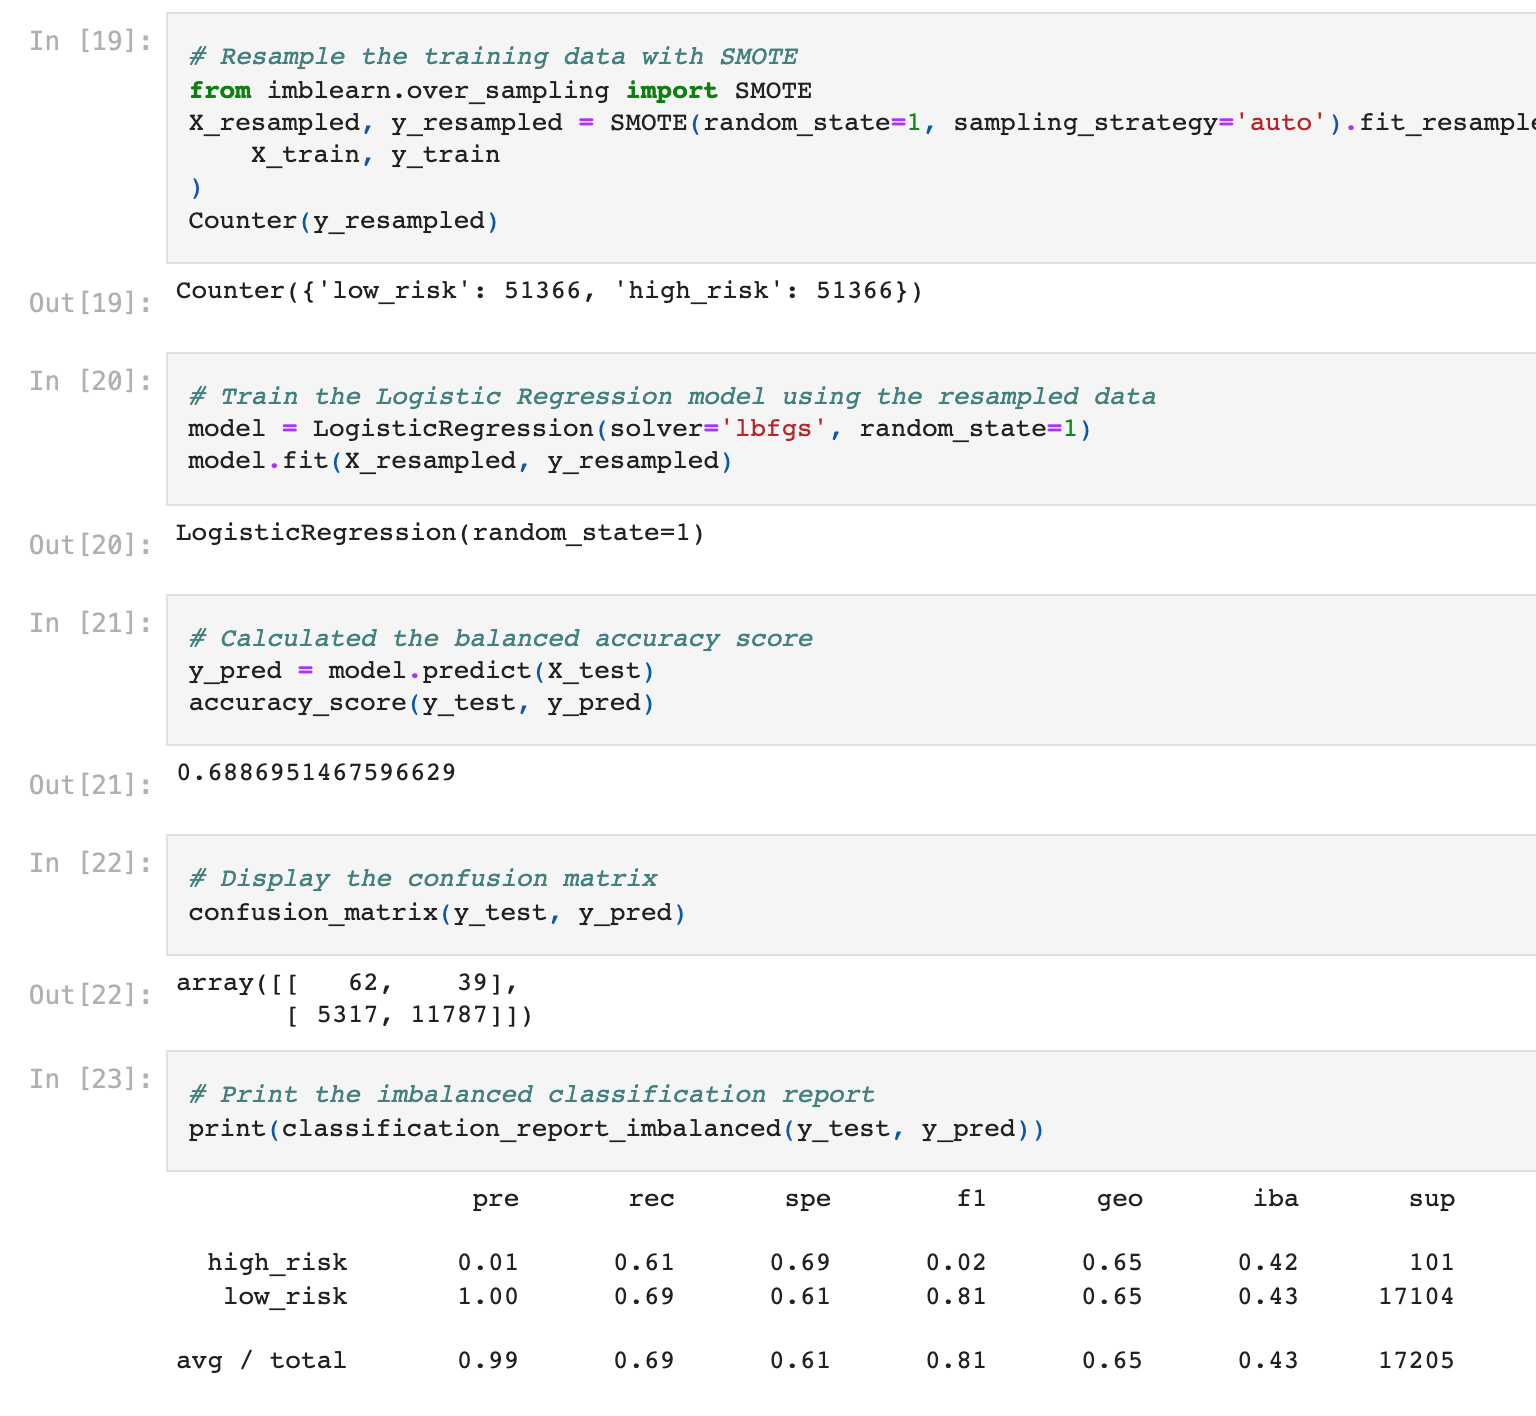 In [19]:
# Resample the training data with SMOTE
from imblearn.over_sampling import SMOTE
X_resampled, y_resampled = SMOTE(random_state=1, sampling_strategy='auto').fit_resample
    X_train, y_train
)
Counter(y_resampled)
Out[19]: Counter({'low_risk': 51366, 'high_risk': 51366})
In [20]:
# Train the Logistic Regression model using the resampled data
model = LogisticRegression(solver='lbfgs', random_state=1)
model.fit(X_resampled, y_resampled)
Out[20]: LogisticRegression(random_state=1)
In [21]:
# Calculated the balanced accuracy score
y_pred = model.predict(X_test)
accuracy_score(y_test, y_pred)
Out[21]: 0.6886951467596629
In [22]:
# Display the confusion matrix
confusion_matrix(y_test, y_pred)
Out[22]: array([[   62,    39],
       [ 5317, 11787]])
In [23]:
# Print the imbalanced classification report
print(classification_report_imbalanced(y_test, y_pred))
                   pre       rec       spe        f1       geo       iba       sup
  high_risk       0.01      0.61      0.69      0.02      0.65      0.42       101
   low_risk       1.00      0.69      0.61      0.81      0.65      0.43     17104
avg / total       0.99      0.69      0.61      0.81      0.65      0.43     17205